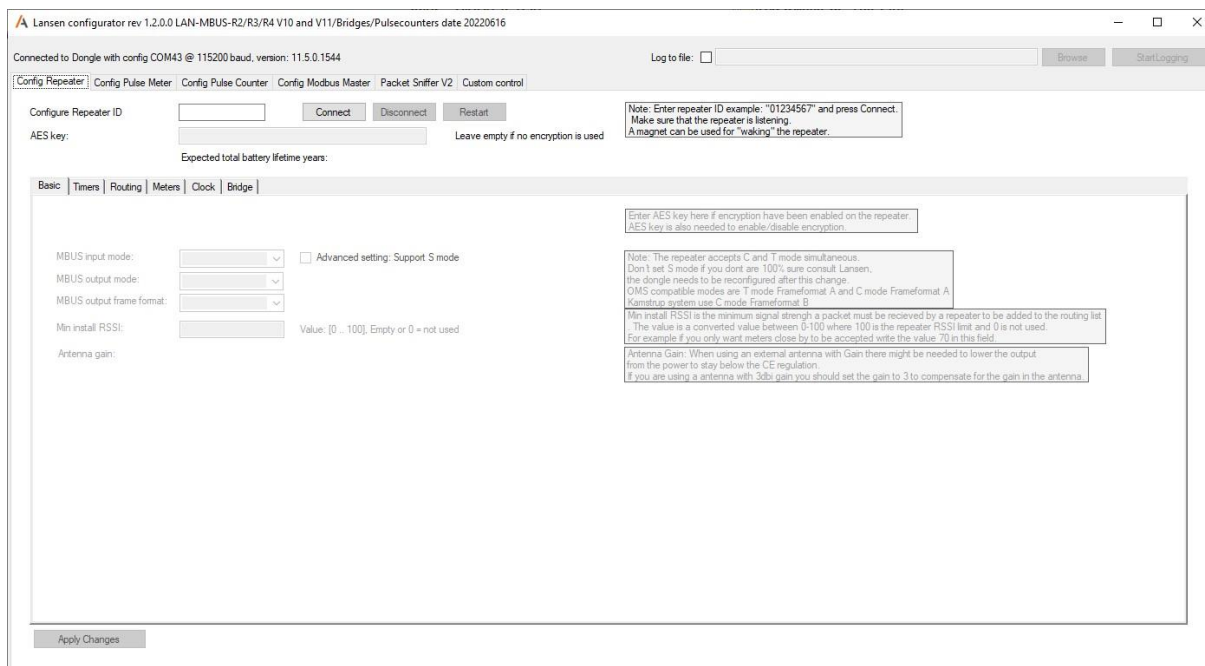 Lansen configurator rev 1.2.0.0 LAN-MBUS-R2/R3/R4 V10 and V11/Bridges/Pulsecounters date 20220616
Connected to Dongle with config COM43 @ 115200 baud, version: 11.5.0.1544
Log to file:
Browse
StartLogging
Config Repeater Config Pulse Meter Config Pulse Counter Config Modbus Master Packet Sniffer V2 Custom control
Configure Repeater ID
Connect
Disconnect
Restart
Note: Enter repeater ID example: "01234567" and press Connect.
Make sure that the repeater is listening.
A magnet can be used for "waking" the repeater.
AES key:
Leave empty if no encryption is used
Expected total battery lifetime years:
Basic Timers Routing Meters Clock Bridge
Enter AES key here if encryption have been enabled on the repeater.
AES key is also needed to enable/disable encryption.
MBUS input mode:
Advanced setting: Support S mode
MBUS output mode:
MBUS output frame format:
Note: The repeater accepts C and T mode simultaneous.
Don't set S mode if you dont are 100% sure consult Lansen,
the dongle needs to be reconfigured after this change.
OMS compatible modes are T mode Frameformat A and C mode Frameformat A
Kamstrup system use C mode Frameformat B
Min install RSSI:
Value: [0 .. 100], Empty or 0 = not used
Min install RSSI is the minimum signal strengh a packet must be recieved by a repeater to be added to the routing list
. The value is a converted value between 0-100 where 100 is the repeater RSSI limit and 0 is not used.
For example if you only want meters close by to be accepted write the value 70 in this field.
Antenna gain:
Antenna Gain: When using an external antenna with Gain there might be needed to lower the output
from the power to stay below the CE regulation.
If you are using a antenna with 3dbi gain you should set the gain to 3 to compensate for the gain in the antenna.
Apply Changes